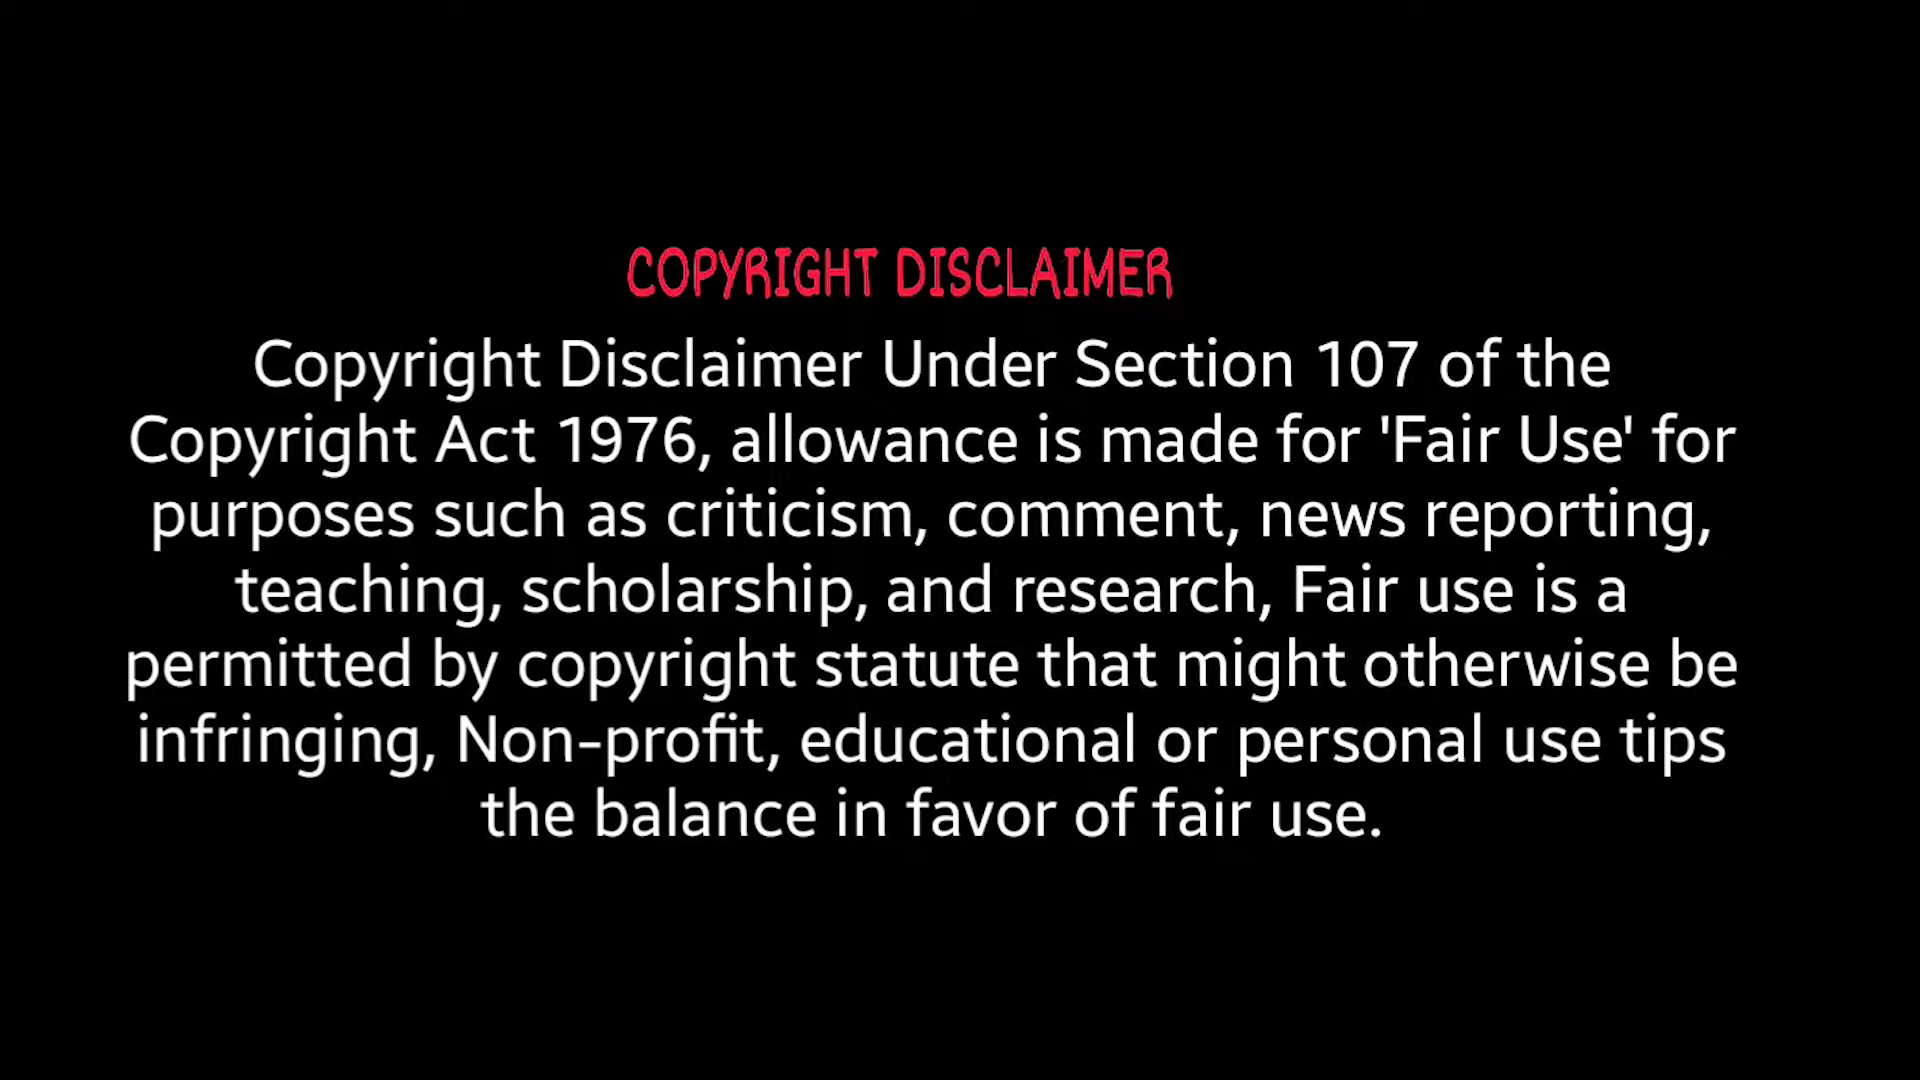 COPYRIGHT DISCLAIMER
Copyright Disclaimer Under Section 107 of the
Copyright Act 1976, allowance is made for 'Fair Use' for
purposes such as criticism, comment, news reporting,
teaching, scholarship, and research, Fair use is a
permitted by copyright statute that might otherwise be
infringing, Non-profit, educational or personal use tips
the balance in favor of fair use.